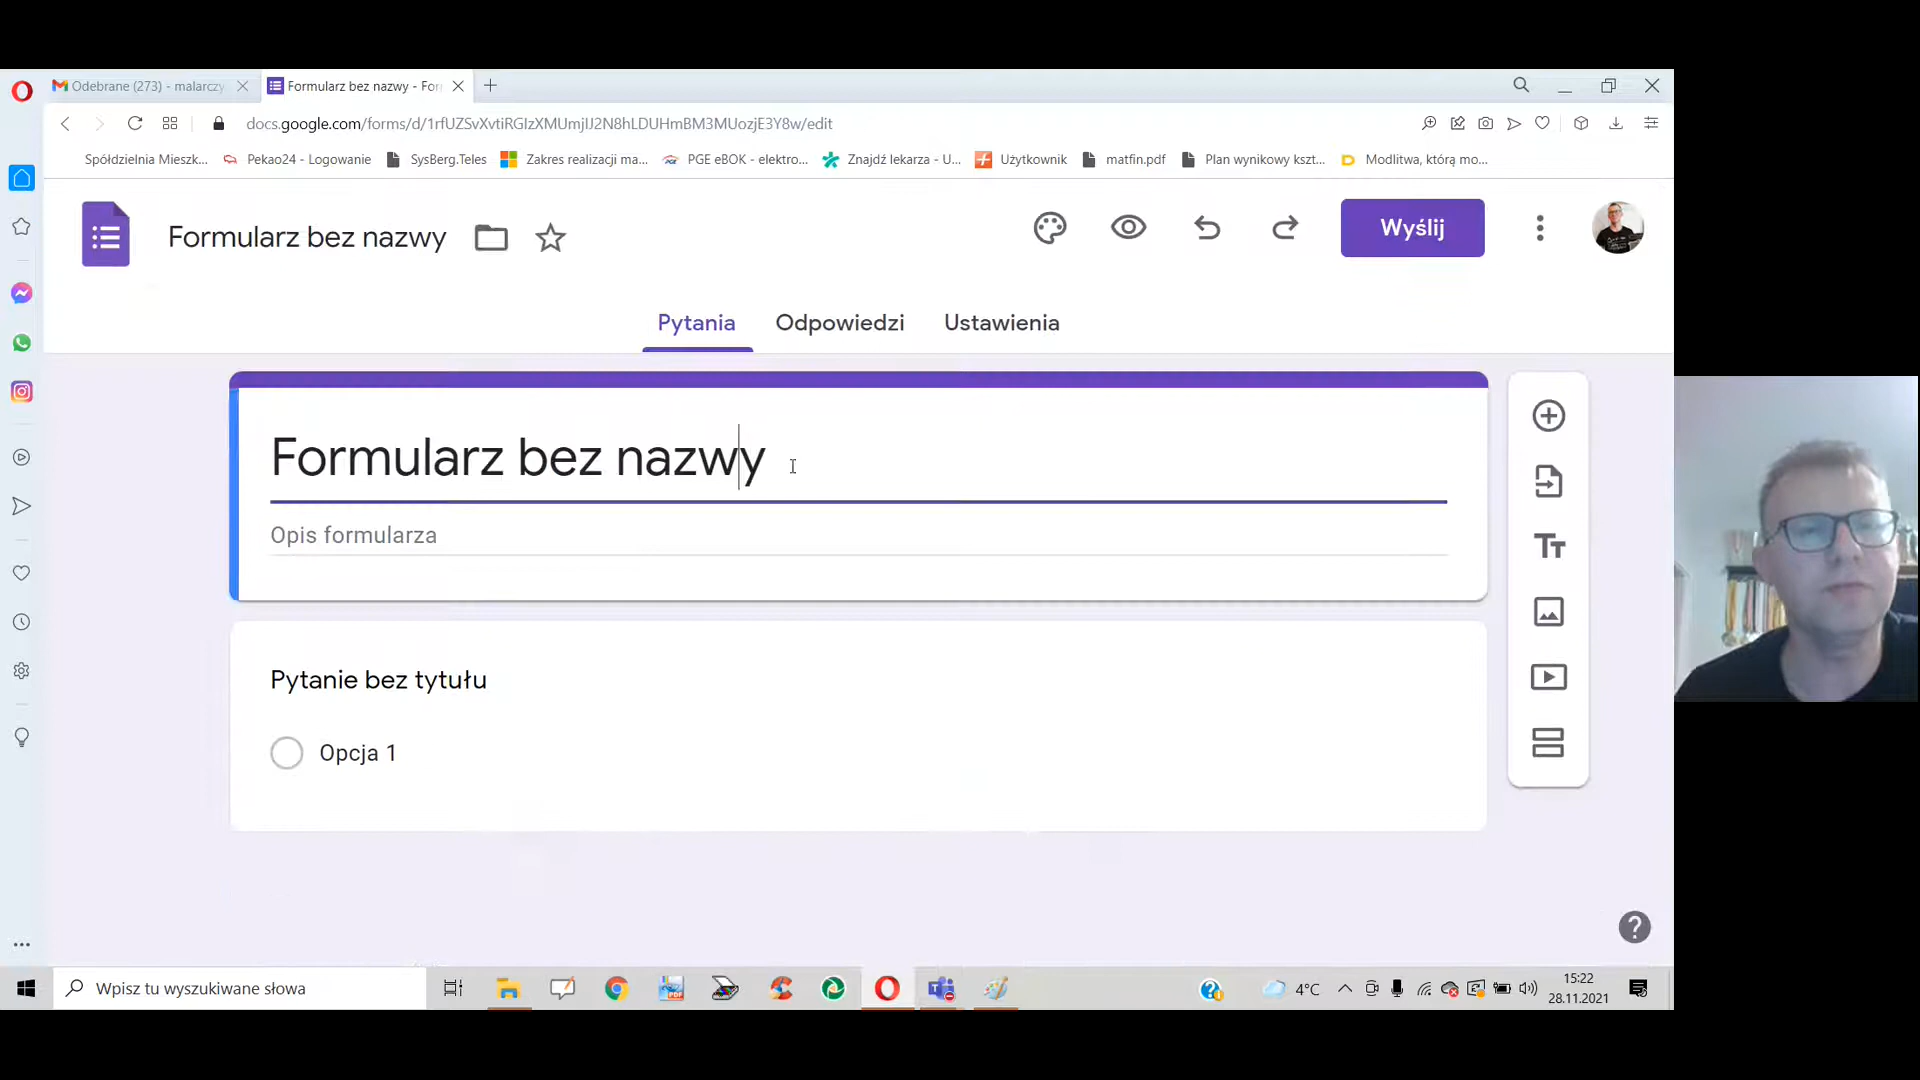 Odebrane (273) - malarczy
Formularz bez nazwy - For
docs.google.com/forms/d/1rfUZSvXvtiRGIzXMUmjIJ2N8hLDUHmBM3MUozjE3Y8w/edit
Spółdzielnia Mieszk...
Pekao24 - Logowanie
SysBerg.Teles
Zakres realizacji ma...
PGE eBOK - elektro...
Znajdź lekarza - U...
Użytkownik
matfin.pdf
Plan wynikowy kszt...
Modlitwa, którą mo...
Formularz bez nazwy
Wyślij
Pytania
Odpowiedzi
Ustawienia
Formularz bez nazwy
Opis formularza
Pytanie bez tytułu
Opcja 1
Wpisz tu wyszukiwane słowa
4°C
15:22
28.11.2021